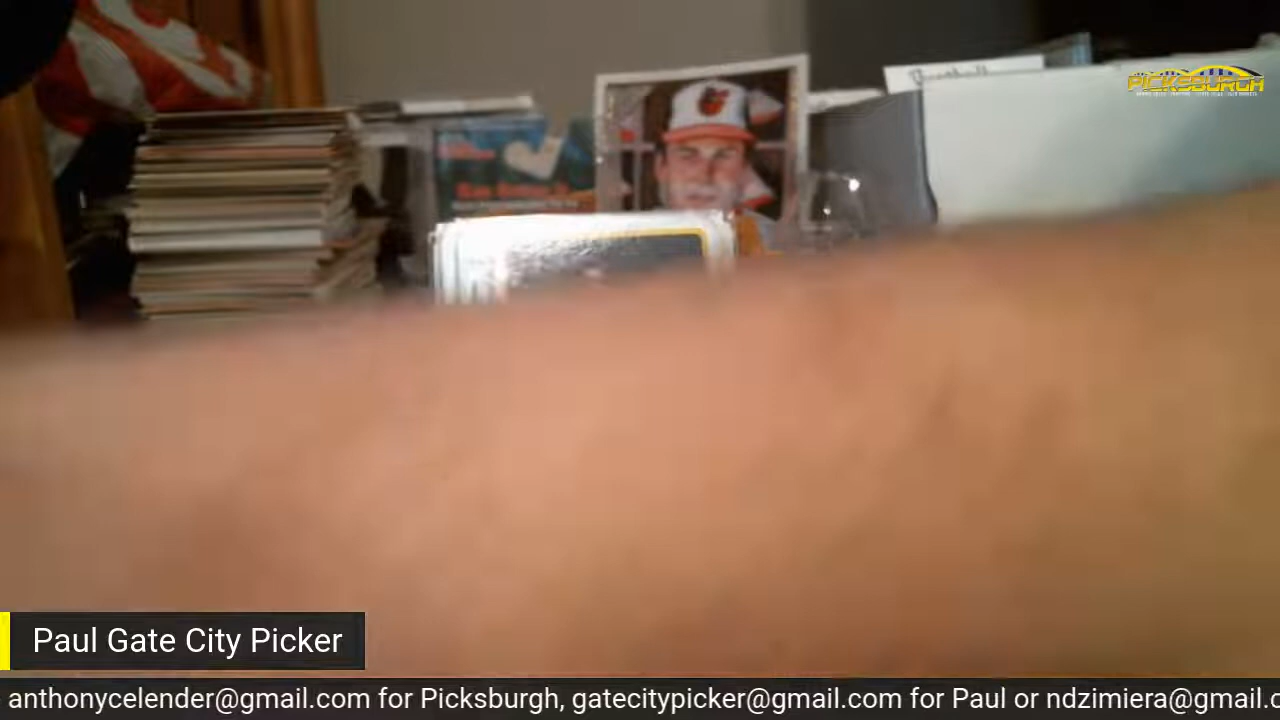 PICKSBURGH
Paul Gate City Picker
anthonycelender@gmail.com for Picksburgh, gatecitypicker@gmail.com for Paul or ndzimiera@gmail.c